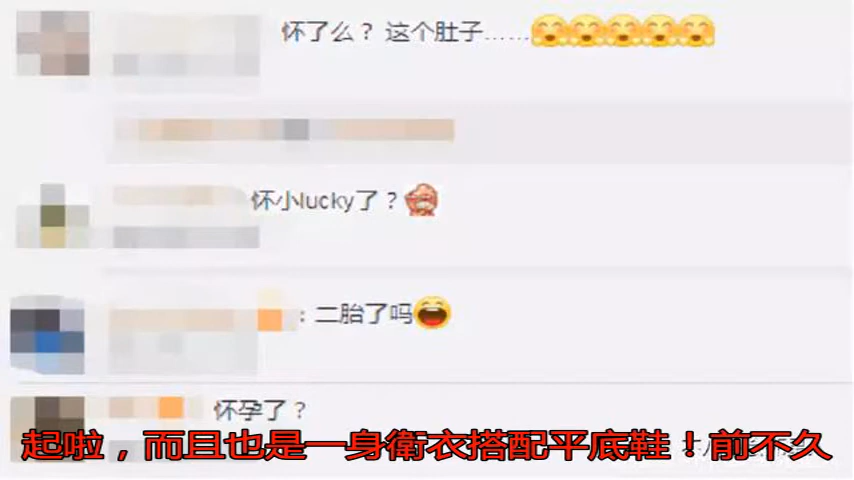 怀了么？这个肚子……
怀小lucky了？
：二胎了吗
怀孕了？
起啦，而且也是一身衛衣搭配平底鞋！前不久